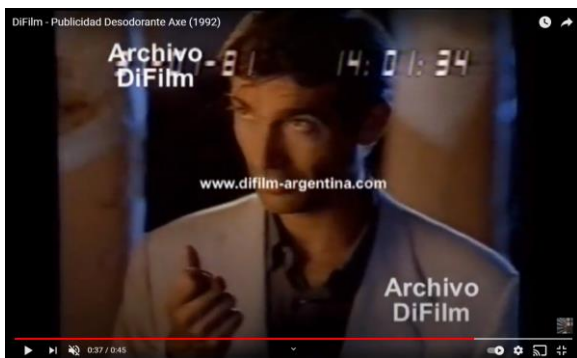 DiFilm - Publicidad Desodorante Axe (1992)
Archivo
DiFilm
-81 14:01:34
www.difilm-argentina.com
Archivo
DiFilm
0:37 / 0:45